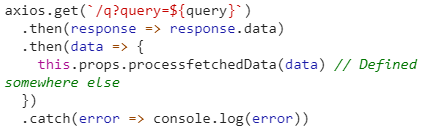 axios.get(`/q?query=${query}`)
.then(response => response.data)
.then(data => {
this.props.processfetchedData(data) // Defined
somewhere else
})
.catch(error => console.log(error))